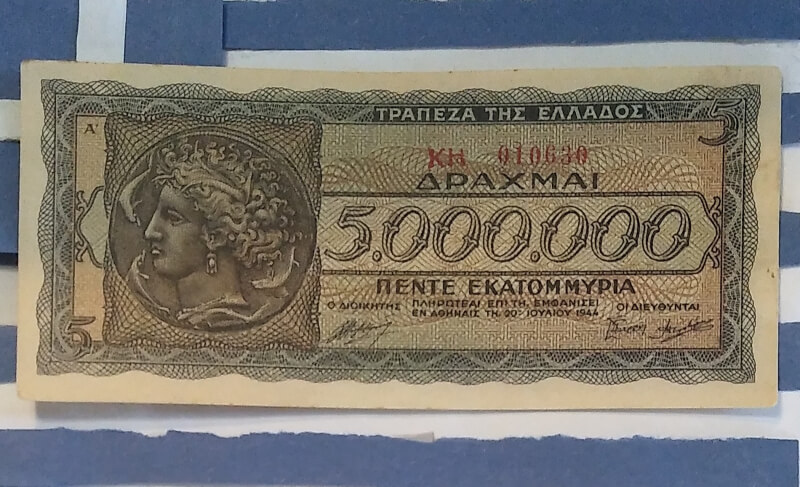 ΤΡΑΠΕΖΑ ΤΗΣ ΕΛΛΑΔΟΣ
5
Α'
ΚΗ 010630
ΔΡΑΧΜΑΙ
5.000.000
ΠΕΝΤΕ ΕΚΑΤΟΜΜΥΡΙΑ
Ο ΔΙΟΙΚΗΤΗΣ ΠΛΗΡΩΤΕΑΙ ΕΠΙ ΤΗ, ΕΜΦΑΝΙΣΕΙ ΟΙ ΔΙΕΥΘΥΝΤΑΙ
ΕΝ ΑΘΗΝΑΙΣ ΤΗ, 20ῌ ΙΟΥΛΙΟΥ 1944
5